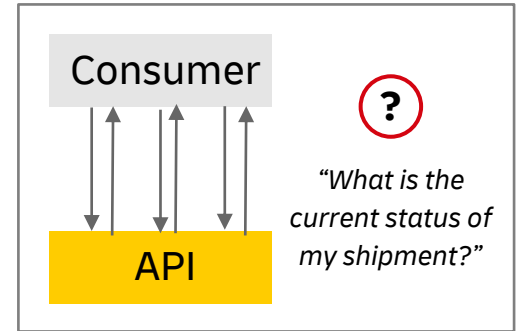 Consumer
?
“What is the
current status of
my shipment?”
API